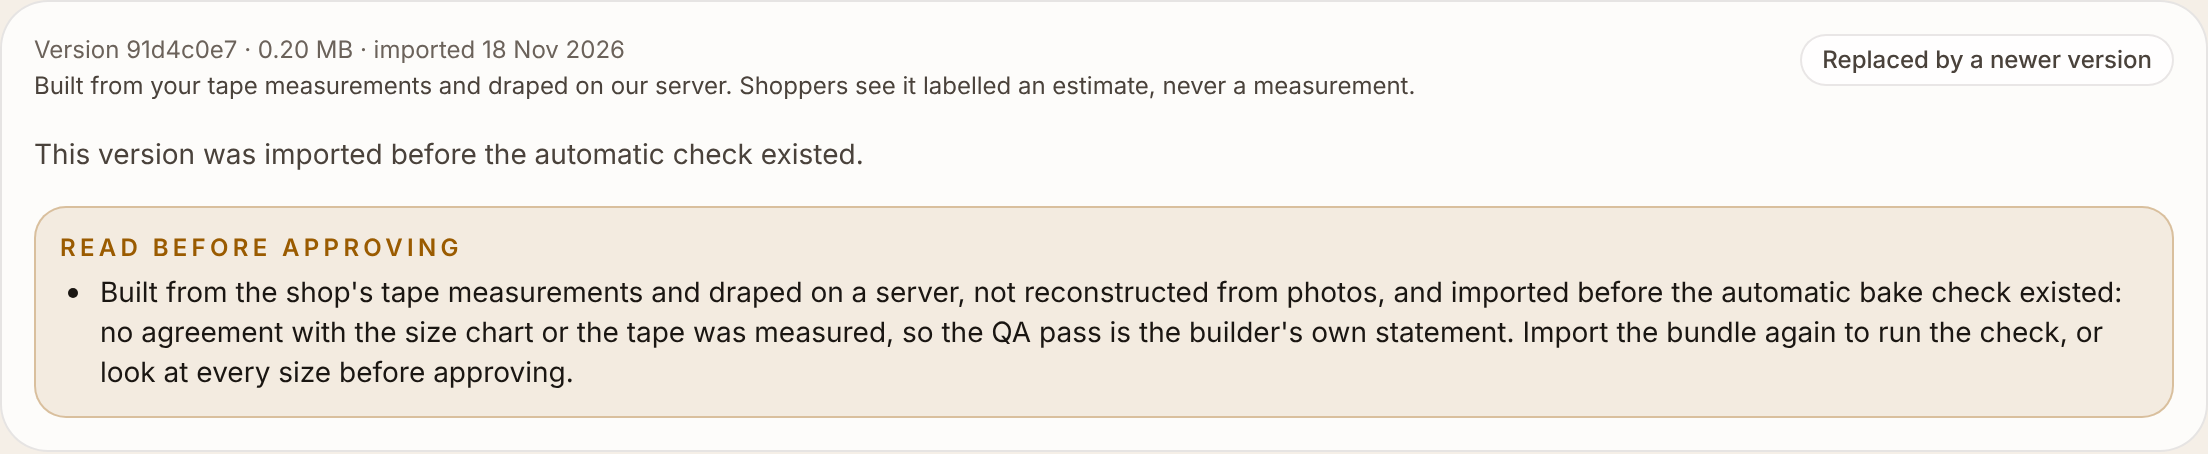 Version 91d4c0e7 · 0.20 MB · imported 18 Nov 2026
Replaced by a newer version
Built from your tape measurements and draped on our server. Shoppers see it labelled an estimate, never a measurement.
This version was imported before the automatic check existed.
READ BEFORE APPROVING
• Built from the shop's tape measurements and draped on a server, not reconstructed from photos, and imported before the automatic bake check existed:
no agreement with the size chart or the tape was measured, so the QA pass is the builder's own statement. Import the bundle again to run the check, or
look at every size before approving.